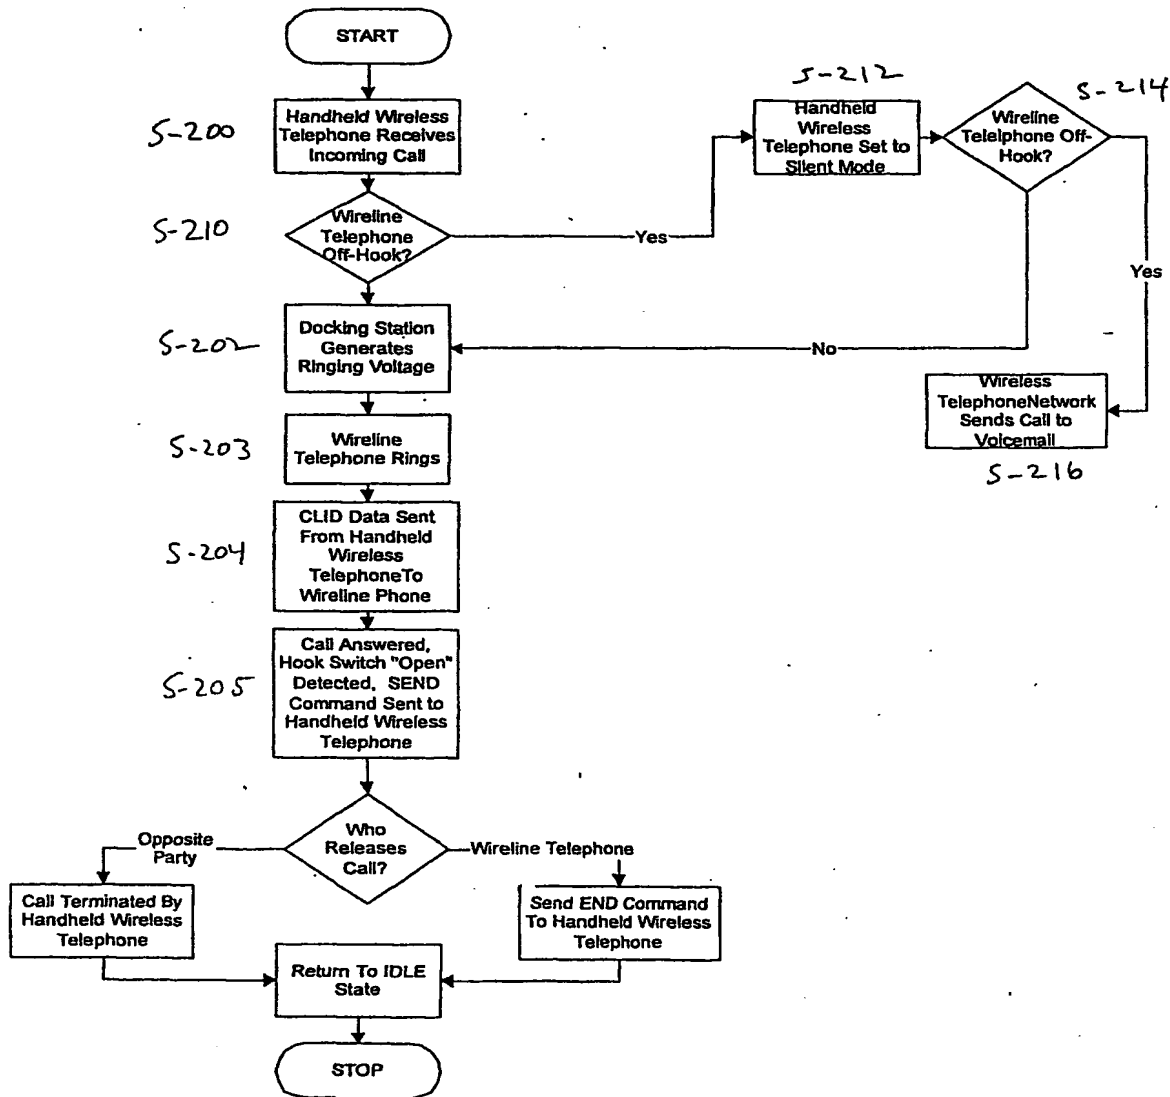 START
S-200
Handheld Wireless
Telephone Receives
Incoming Call
S-210
Wireline
Telephone
Off-Hook?
Yes
S-212
Handheld
Wireless
Telephone Set to
Silent Mode
S-214
Wireline
Telelphone Off-
Hook?
Yes
No
Wireless
TelephoneNetwork
Sends Call to
Voicemail
S-216
S-202
Docking Station
Generates
Ringing Voltage
S-203
Wireline
Telephone Rings
S-204
CLID Data Sent
From Handheld
Wireless
TelephoneTo
Wireline Phone
S-205
Call Answered,
Hook Switch "Open"
Detected, SEND
Command Sent to
Handheld Wireless
Telephone
Who
Releases
Call?
Opposite
Party
Wireline Telephone
Call Terminated By
Handheld Wireless
Telephone
Send END Command
To Handheld Wireless
Telephone
Return To IDLE
State
STOP